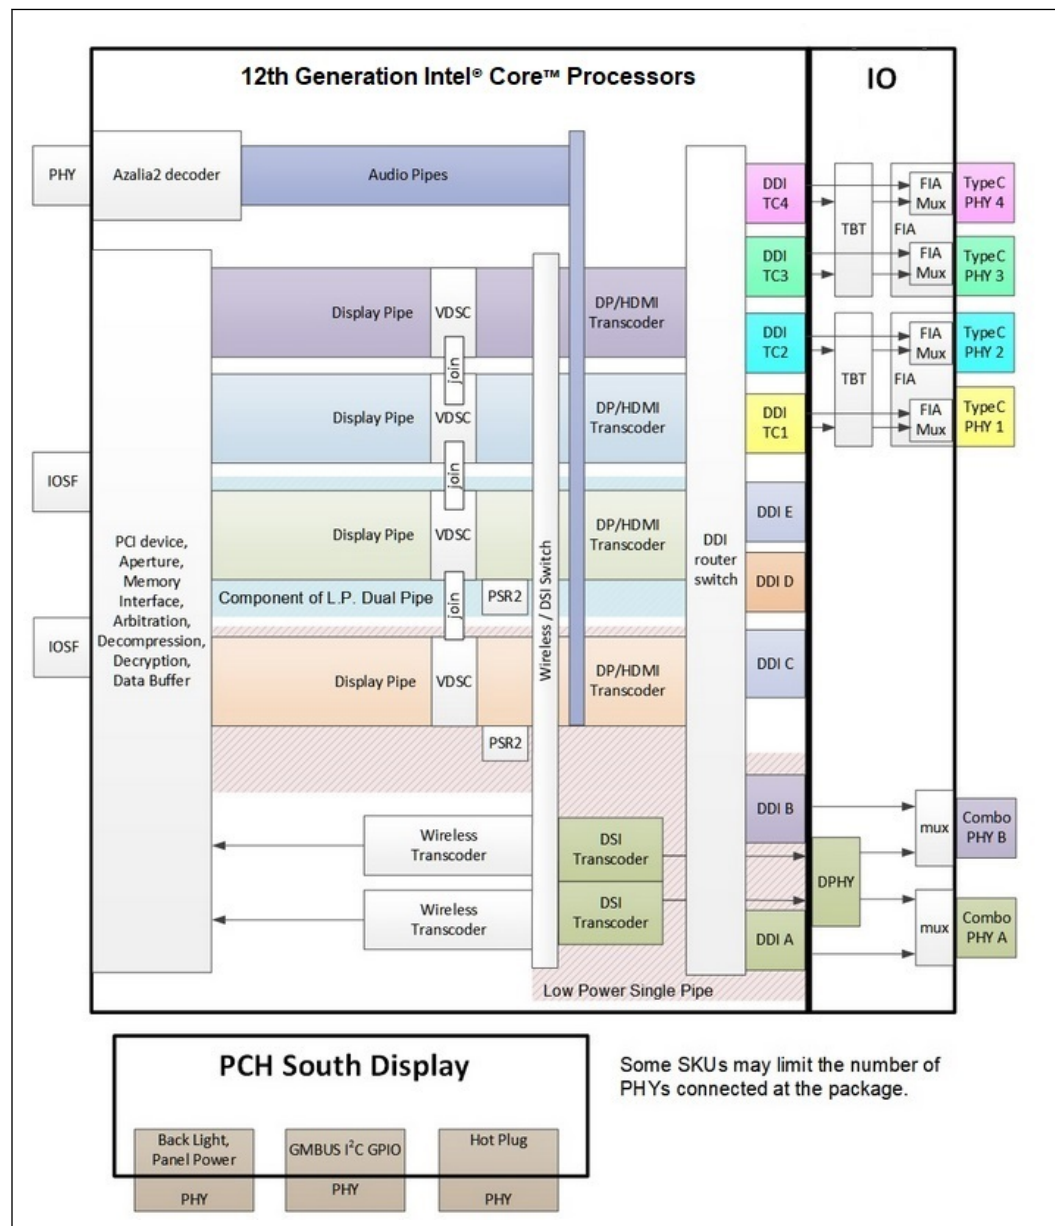 12th Generation Intel® Core™ Processors
IO
PHY
Azalia2 decoder
Audio Pipes
DDI
TC4
TBT
FIA
Mux
FIA
TypeC
PHY 4
DDI
TC3
FIA
Mux
TypeC
PHY 3
Display Pipe
VDSC
DP/HDMI
Transcoder
join
DDI
TC2
TBT
FIA
Mux
FIA
TypeC
PHY 2
Display Pipe
VDSC
DP/HDMI
Transcoder
join
DDI
TC1
FIA
Mux
TypeC
PHY 1
IOSF
Display Pipe
VDSC
DP/HDMI
Transcoder
DDI E
PCI device,
Aperture,
Memory
Interface,
Arbitration,
Decompression,
Decryption,
Data Buffer
Wireless / DSI Switch
DDI
router
switch
DDI D
Component of L.P. Dual Pipe
join
PSR2
IOSF
Display Pipe
VDSC
DP/HDMI
Transcoder
DDI C
PSR2
DDI B
mux
Combo
PHY B
Wireless
Transcoder
DSI
Transcoder
DPHY
Wireless
Transcoder
DSI
Transcoder
DDI A
mux
Combo
PHY A
Low Power Single Pipe
PCH South Display
Some SKUs may limit the number of
PHYs connected at the package.
Back Light,
Panel Power
PHY
GMBUS I²C GPIO
PHY
Hot Plug
PHY